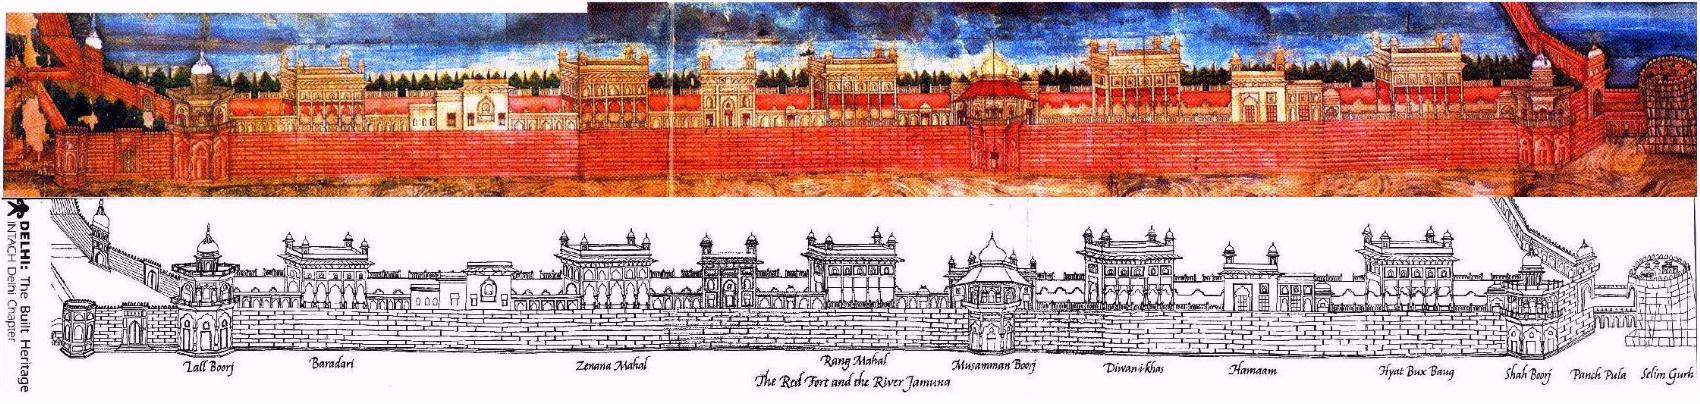 DELHI: The Built Heritage
INTACH Delhi Chapter
Lall Boorj
Baradari
Zenana Mahal
Rang Mahal
Musamman Boorj
Diwan-i-khas
Hamaam
Hyat Bux Baug
Shah Boorj
Panch Pula
Selim Gurh
The Red Fort and the River Jamuna